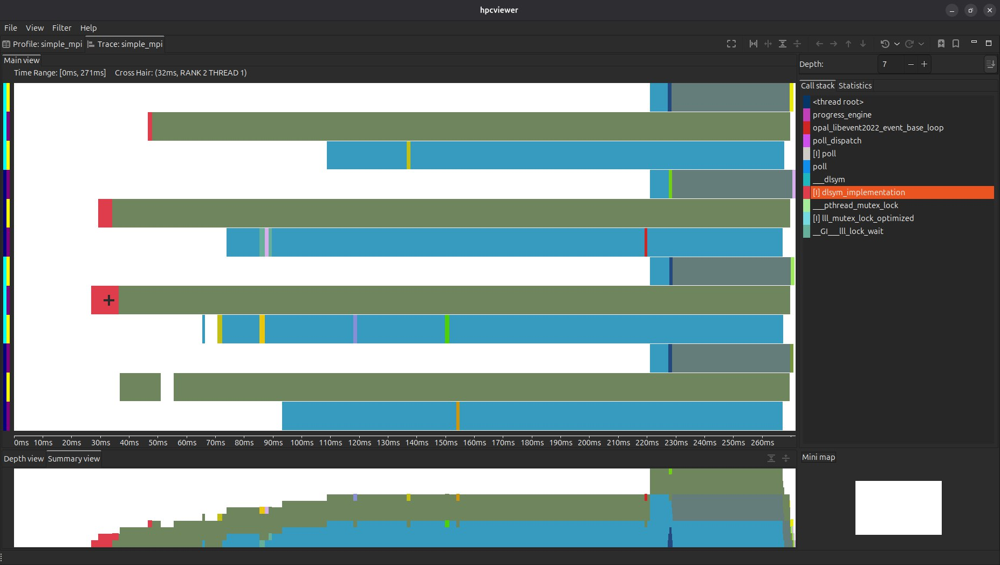 hpcviewer
File View Filter Help
Profile: simple_mpi Trace: simple_mpi
Main view
Time Range: [0ms, 271ms] Cross Hair: (32ms, RANK 2 THREAD 1)
0ms 10ms 20ms 30ms 40ms 50ms 60ms 70ms 80ms 90ms 100ms 110ms 120ms 130ms 140ms 150ms 160ms 170ms 180ms 190ms 200ms 210ms 220ms 230ms 240ms 250ms 260ms
Depth view Summary view
Depth: 7
Call stack Statistics
<thread root>
progress_engine
opal_libevent2022_event_base_loop
poll_dispatch
[I] poll
poll
___dlsym
[I] dlsym_implementation
___pthread_mutex_lock
[I] lll_mutex_lock_optimized
__GI___lll_lock_wait
Mini map